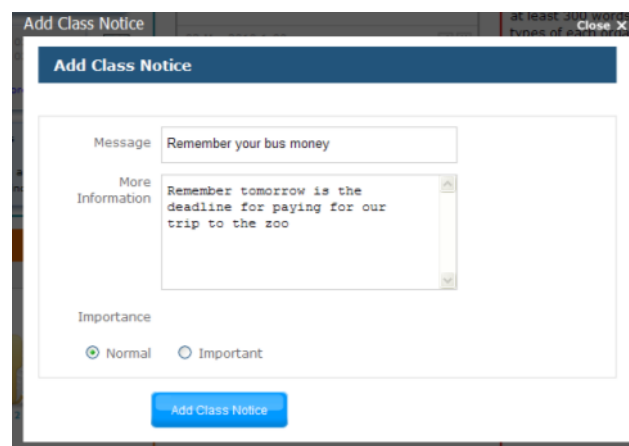 Add Class Notice
at least 300 words
Close X
types of each orga
Add Class Notice
Message
Remember your bus money
More
Information
Remember tomorrow is the
deadline for paying for our
trip to the zoo
Importance
Normal
Important
Add Class Notice